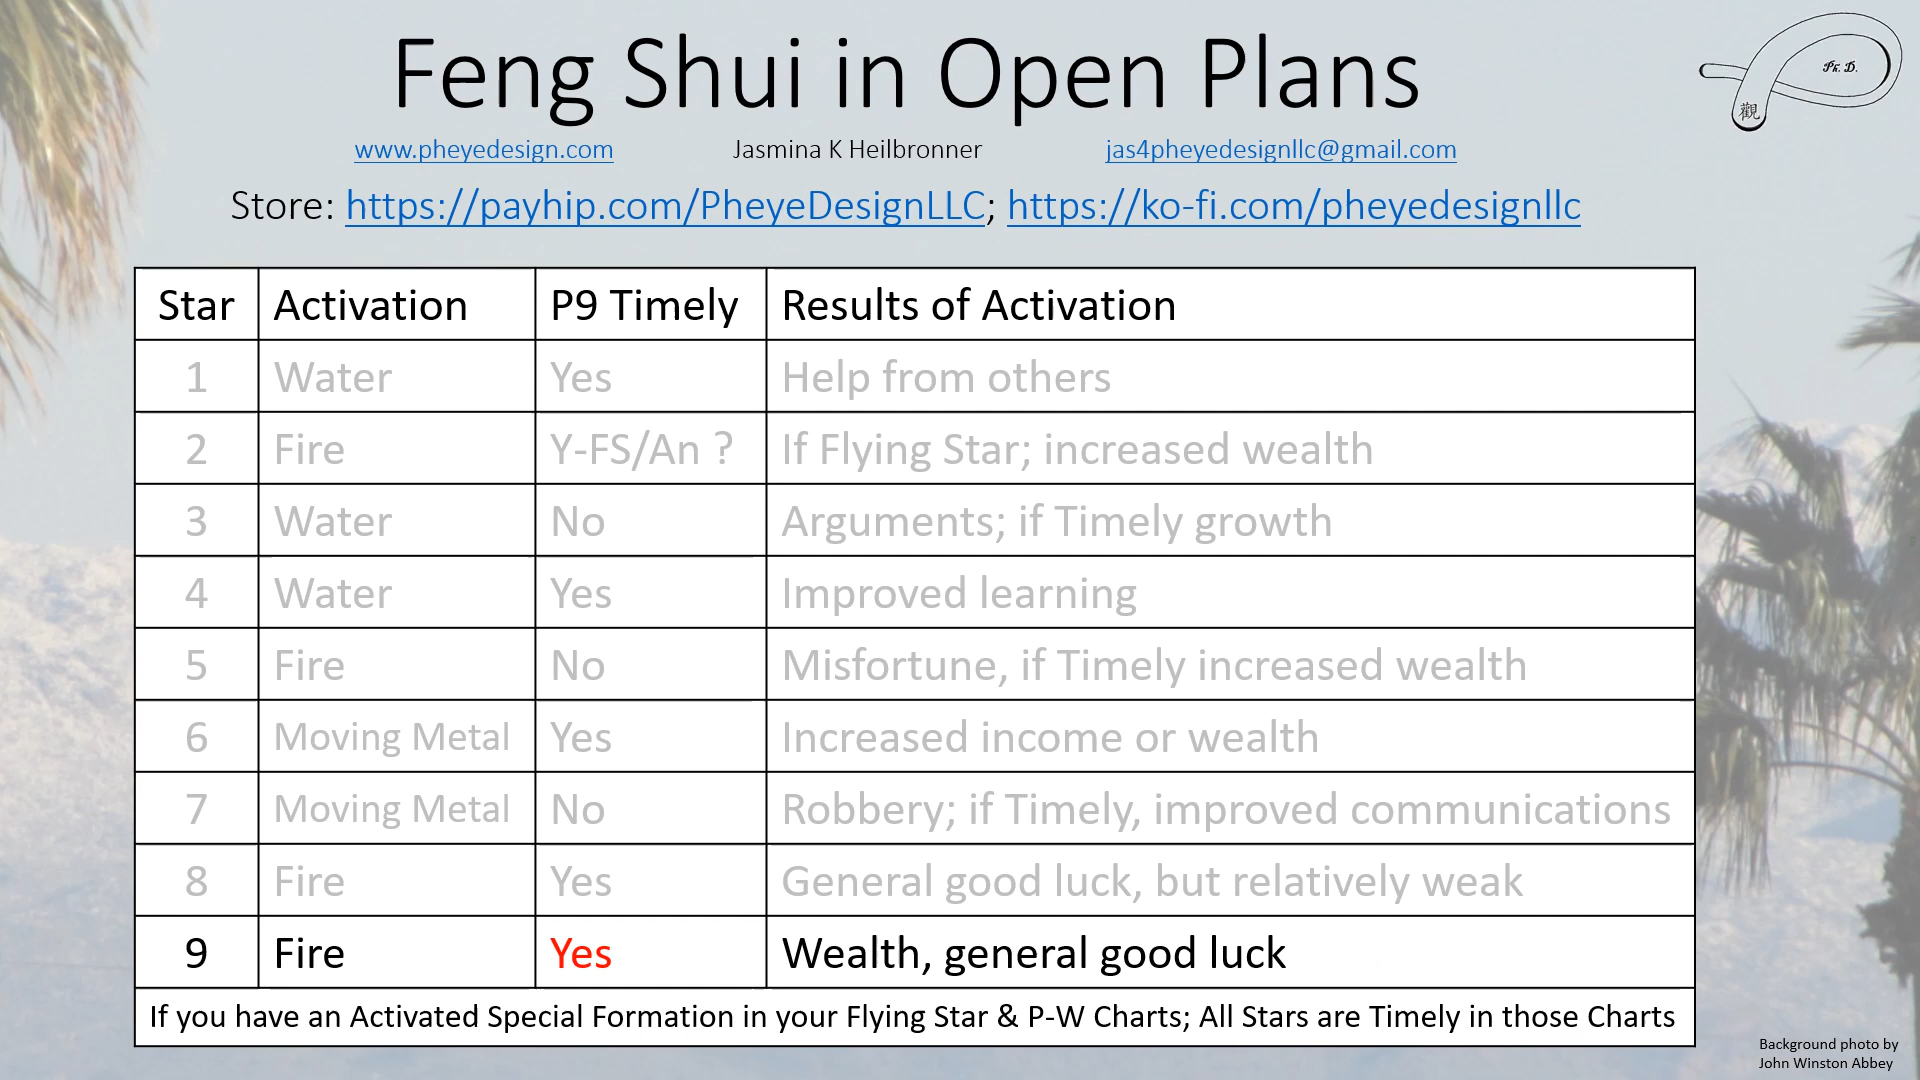 Feng Shui in Open Plans
Ph. D.
觀
www.pheyedesign.com Jasmina K Heilbronner jas4pheyedesignllc@gmail.com
Store: https://payhip.com/PheyeDesignLLC; https://ko-fi.com/pheyedesignllc
Star Activation P9 Timely Results of Activation
1 Water Yes Help from others
2 Fire Y-FS/An ? If Flying Star; increased wealth
3 Water No Arguments; if Timely growth
4 Water Yes Improved learning
5 Fire No Misfortune, if Timely increased wealth
6 Moving Metal Yes Increased income or wealth
7 Moving Metal No Robbery; if Timely, improved communications
8 Fire Yes General good luck, but relatively weak
9 Fire Yes Wealth, general good luck
If you have an Activated Special Formation in your Flying Star & P-W Charts; All Stars are Timely in those Charts
Background photo by
John Winston Abbey